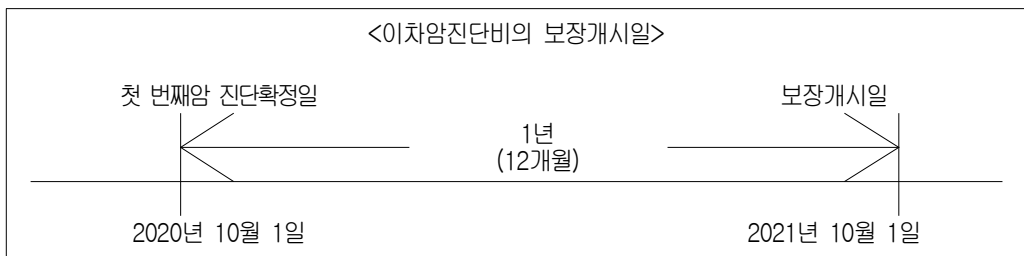 <이차암진단비의 보장개시일>
첫 번째암 진단확정일
보장개시일
1년
(12개월)
2020년 10월 1일
2021년 10월 1일